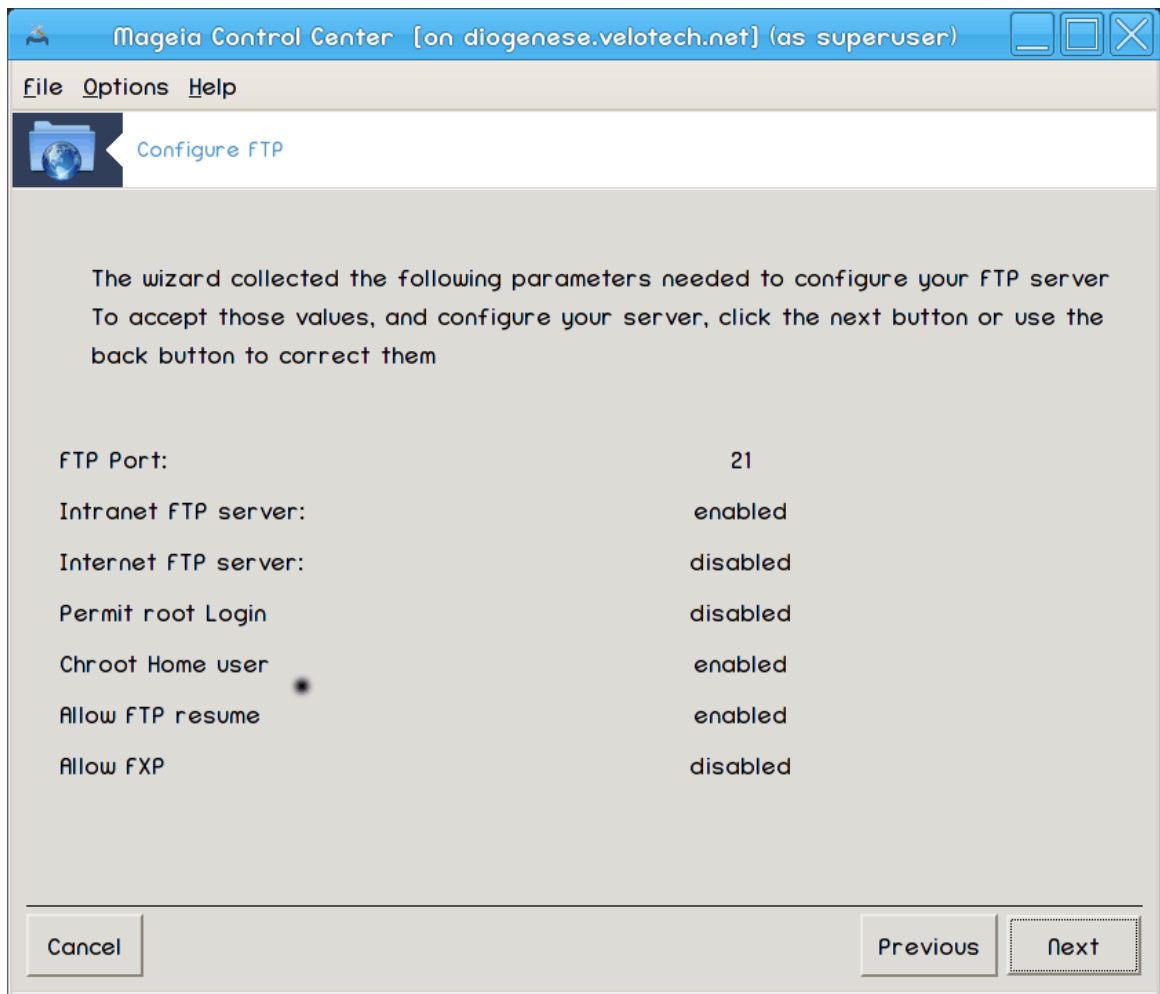 Mageia Control Center [on diogenese.velotech.net] (as superuser)
File Options Help
Configure FTP
The wizard collected the following parameters needed to configure your FTP server
To accept those values, and configure your server, click the next button or use the
back button to correct them
FTP Port: 21
Intranet FTP server: enabled
Internet FTP server: disabled
Permit root Login disabled
Chroot Home user enabled
Allow FTP resume enabled
Allow FXP disabled
Cancel Previous Next